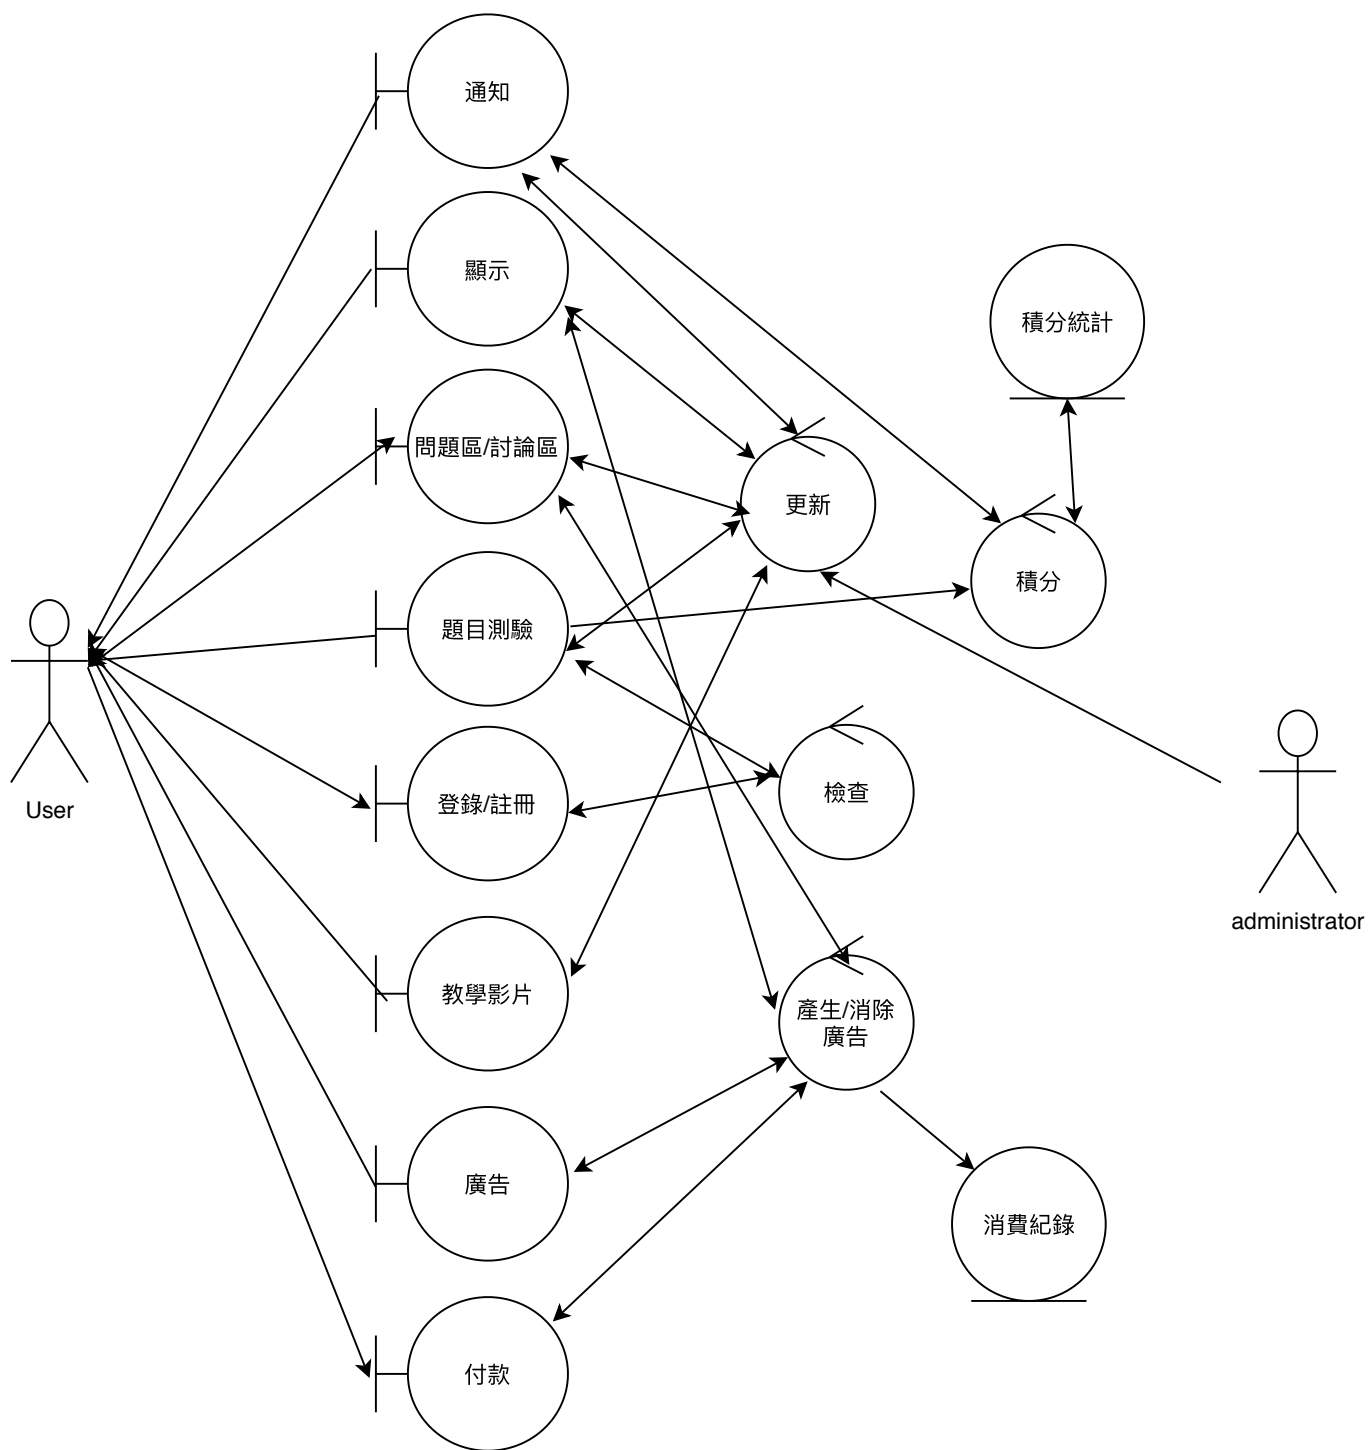 通知
顯示
積分統計
問題區/討論區
更新
積分
題目測驗
User
登錄/註冊
檢查
administrator
教學影片
產生/消除
廣告
廣告
消費紀錄
付款